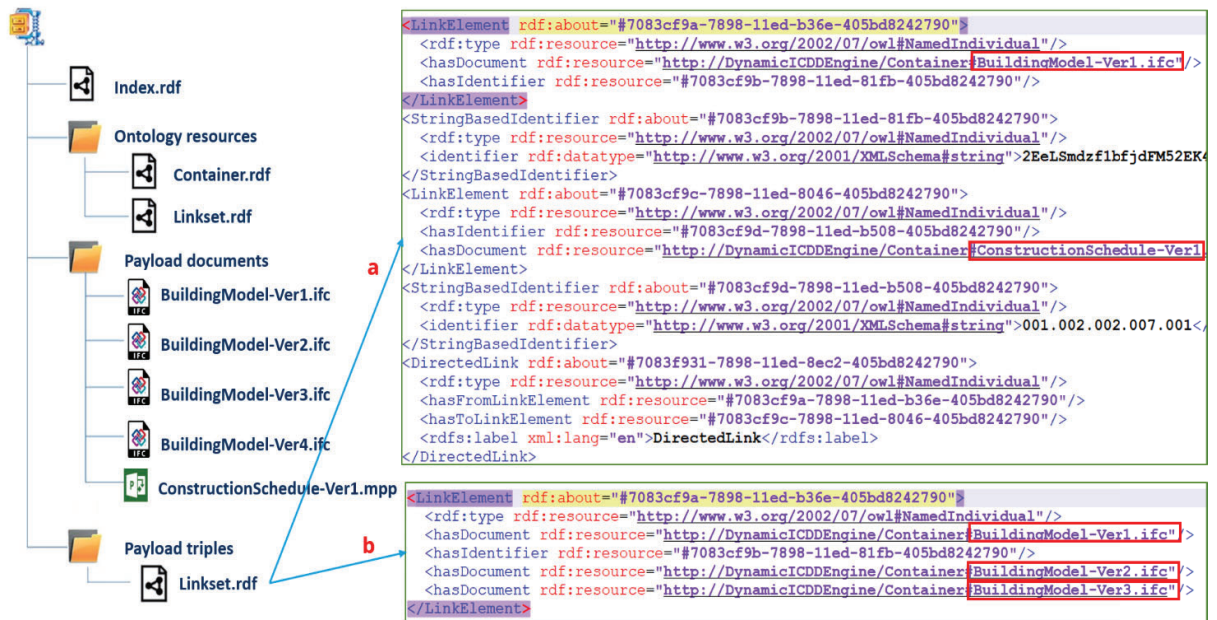 Index.rdf
Ontology resources
Container.rdf
Linkset.rdf
Payload documents
IFC
BuildingModel-Ver1.ifc
IFC
BuildingModel-Ver2.ifc
IFC
BuildingModel-Ver3.ifc
IFC
BuildingModel-Ver4.ifc
ConstructionSchedule-Ver1.mpp
Payload triples
Linkset.rdf
a
<LinkElement rdf:about="#7083cf9a-7898-11ed-b36e-405bd8242790">
<rdf:type rdf:resource="http://www.w3.org/2002/07/owl#NamedIndividual"/>
<hasDocument rdf:resource="http://DynamicICDDEngine/Container#BuildingModel-Ver1.ifc"/>
<hasIdentifier rdf:resource="#7083cf9b-7898-11ed-81fb-405bd8242790"/>
</LinkElement>
<StringBasedIdentifier rdf:about="#7083cf9b-7898-11ed-81fb-405bd8242790">
<rdf:type rdf:resource="http://www.w3.org/2002/07/owl#NamedIndividual"/>
<identifier rdf:datatype="http://www.w3.org/2001/XMLSchema#string">2EeLSmdzf1bfjdFM52EK4
</StringBasedIdentifier>
<LinkElement rdf:about="#7083cf9c-7898-11ed-8046-405bd8242790">
<rdf:type rdf:resource="http://www.w3.org/2002/07/owl#NamedIndividual"/>
<hasIdentifier rdf:resource="#7083cf9d-7898-11ed-b508-405bd8242790"/>
<hasDocument rdf:resource="http://DynamicICDDEngine/Container#ConstructionSchedule-Ver1
</LinkElement>
<StringBasedIdentifier rdf:about="#7083cf9d-7898-11ed-b508-405bd8242790">
<rdf:type rdf:resource="http://www.w3.org/2002/07/owl#NamedIndividual"/>
<identifier rdf:datatype="http://www.w3.org/2001/XMLSchema#string">001.002.002.007.001</
</StringBasedIdentifier>
<DirectedLink rdf:about="#7083f931-7898-11ed-8ec2-405bd8242790">
<rdf:type rdf:resource="http://www.w3.org/2002/07/owl#NamedIndividual"/>
<hasFromLinkElement rdf:resource="#7083cf9a-7898-11ed-b36e-405bd8242790"/>
<hasToLinkElement rdf:resource="#7083cf9c-7898-11ed-8046-405bd8242790"/>
<rdfs:label xml:lang="en">DirectedLink</rdfs:label>
</DirectedLink>
b
<LinkElement rdf:about="#7083cf9a-7898-11ed-b36e-405bd8242790">
<rdf:type rdf:resource="http://www.w3.org/2002/07/owl#NamedIndividual"/>
<hasDocument rdf:resource="http://DynamicICDDEngine/Container#BuildingModel-Ver1.ifc"/>
<hasIdentifier rdf:resource="#7083cf9b-7898-11ed-81fb-405bd8242790"/>
<hasDocument rdf:resource="http://DynamicICDDEngine/Container#BuildingModel-Ver2.ifc"/>
<hasDocument rdf:resource="http://DynamicICDDEngine/Container#BuildingModel-Ver3.ifc"/>
</LinkElement>